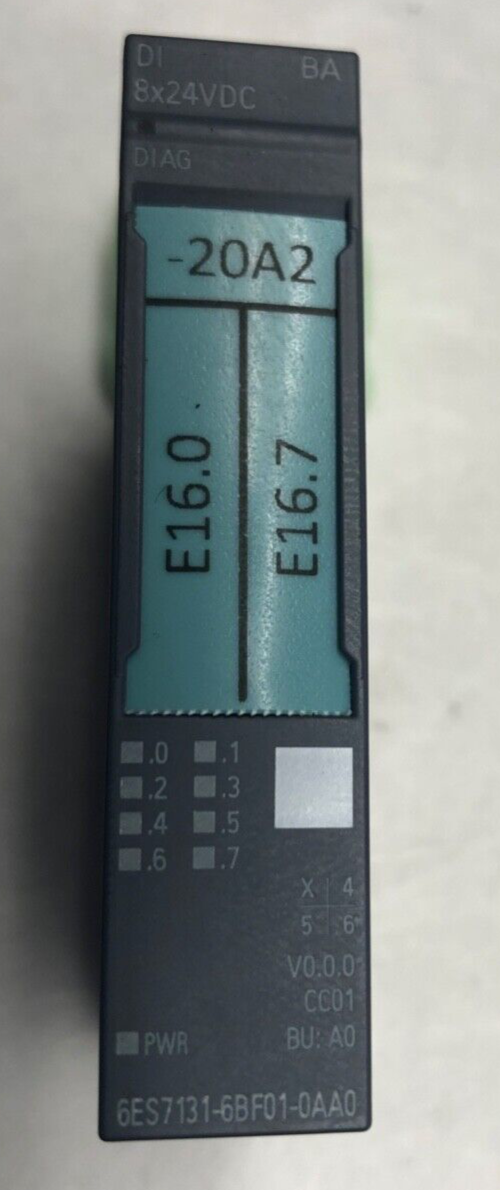 DI BA
8x24VDC
DIAG
-20A2
E16.0
E16.7
.0 .1
.2 .3
.4 .5
.6 .7
X 4
5 6
V0.0.0
CC01
PWR BU: A0
6ES7131-6BF01-0AA0